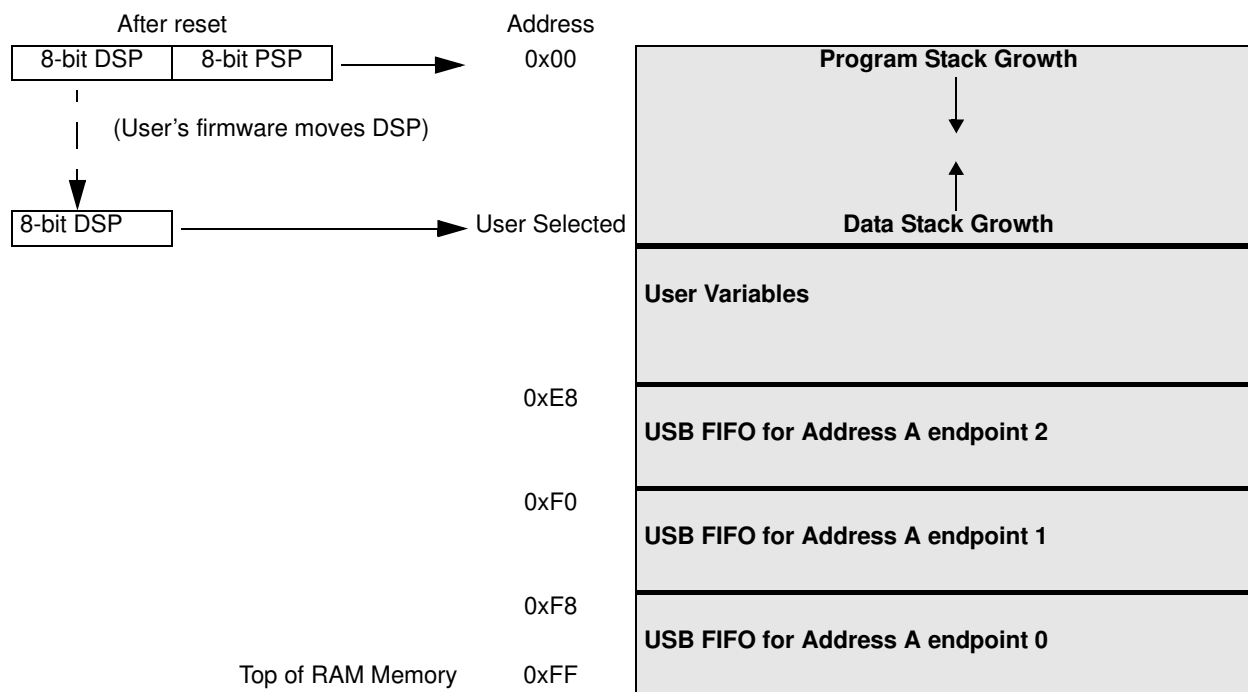 After reset
Address
8-bit DSP
8-bit PSP
0x00
Program Stack Growth
(User's firmware moves DSP)
8-bit DSP
User Selected
Data Stack Growth
User Variables
0xE8
USB FIFO for Address A endpoint 2
0xF0
USB FIFO for Address A endpoint 1
0xF8
USB FIFO for Address A endpoint 0
Top of RAM Memory
0xFF